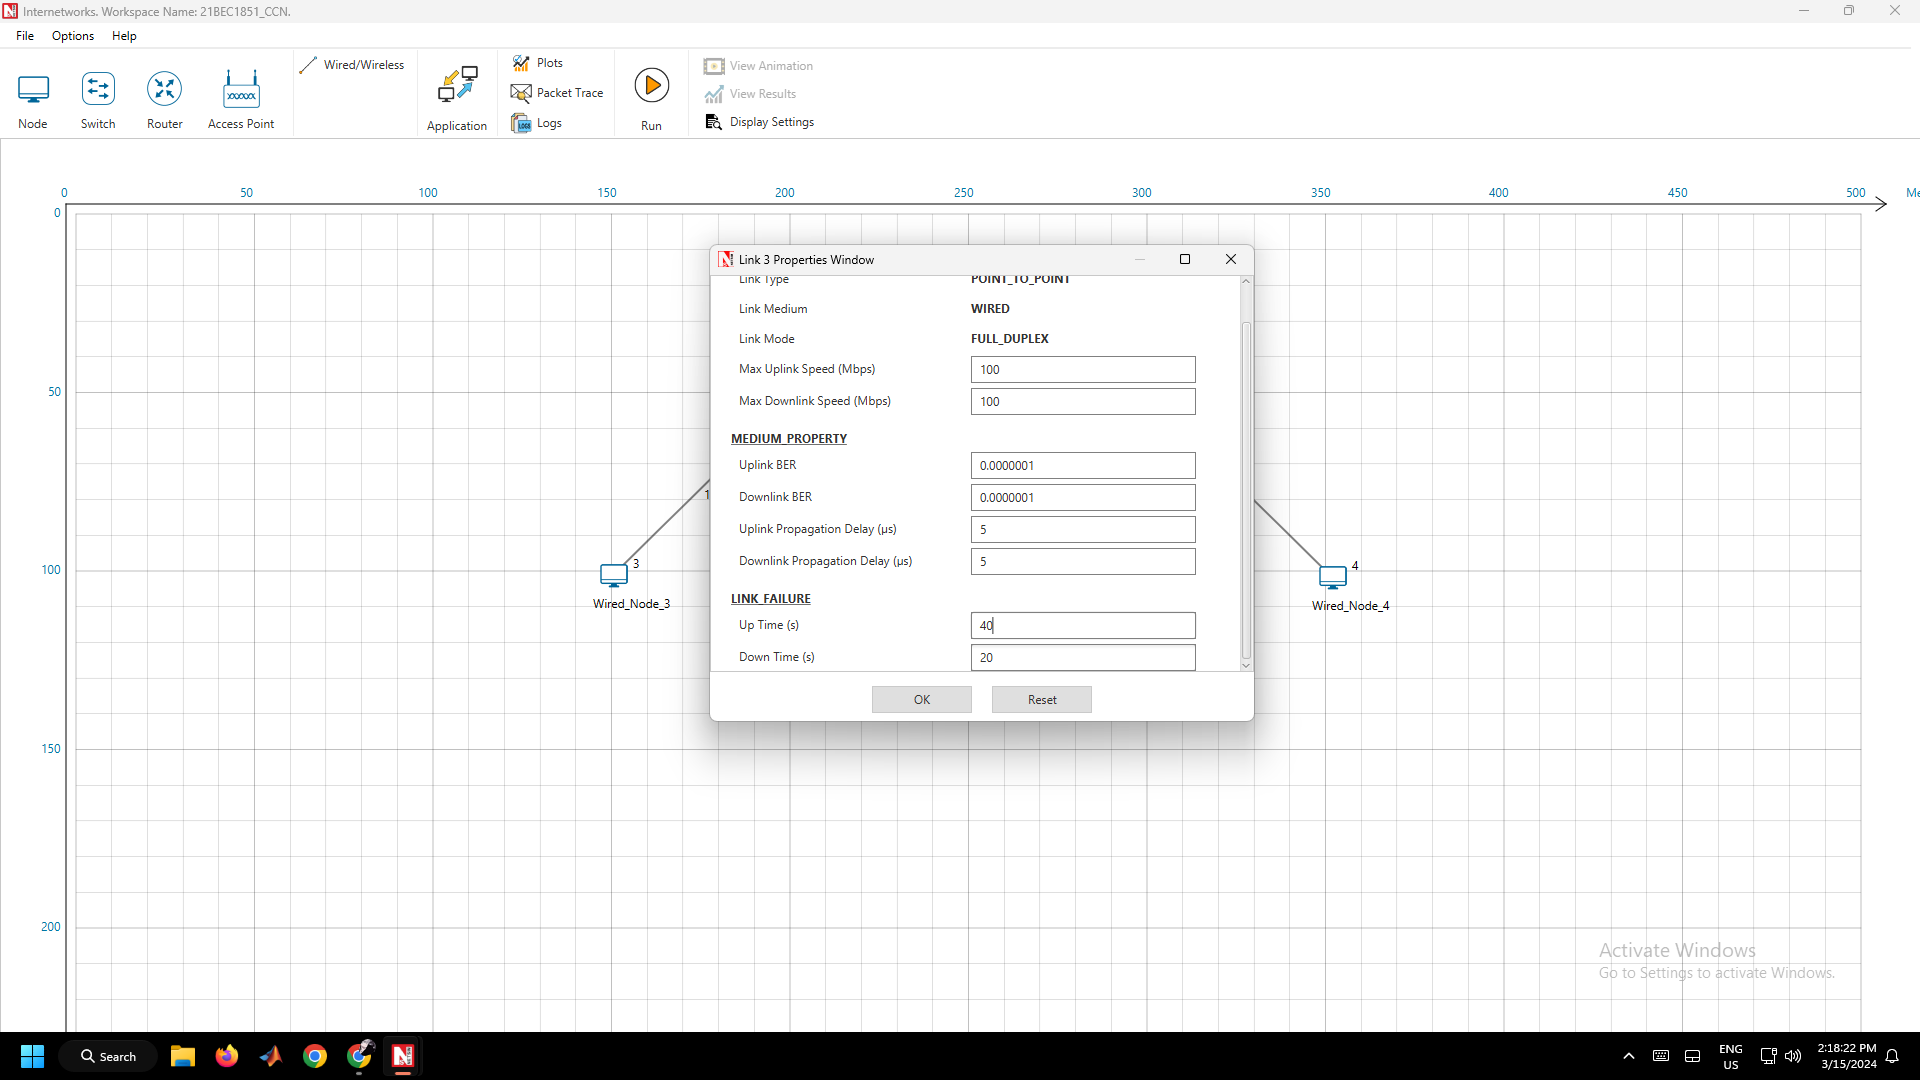 Internetworks. Workspace Name: 21BEC1851_CCN.
File Options Help
Node
Switch
Router
Access Point
Wired/Wireless
Application
Plots
Packet Trace
Logs
Run
View Animation
View Results
Display Settings
0 50 100 150 200 250 300 350 400 450 500 Me
0
50
100
150
200
Link 3 Properties Window
Link Type POINT_TO_POINT
Link Medium WIRED
Link Mode FULL_DUPLEX
Max Uplink Speed (Mbps) 100
Max Downlink Speed (Mbps) 100
MEDIUM_PROPERTY
Uplink BER 0.0000001
Downlink BER 0.0000001
Uplink Propagation Delay (µs) 5
Downlink Propagation Delay (µs) 5
LINK_FAILURE
Up Time (s) 40
Down Time (s) 20
OK Reset
1
3
Wired_Node_3
4
Wired_Node_4
Activate Windows
Go to Settings to activate Windows.
Search
LOGS
ENG
US
2:18:22 PM
3/15/2024